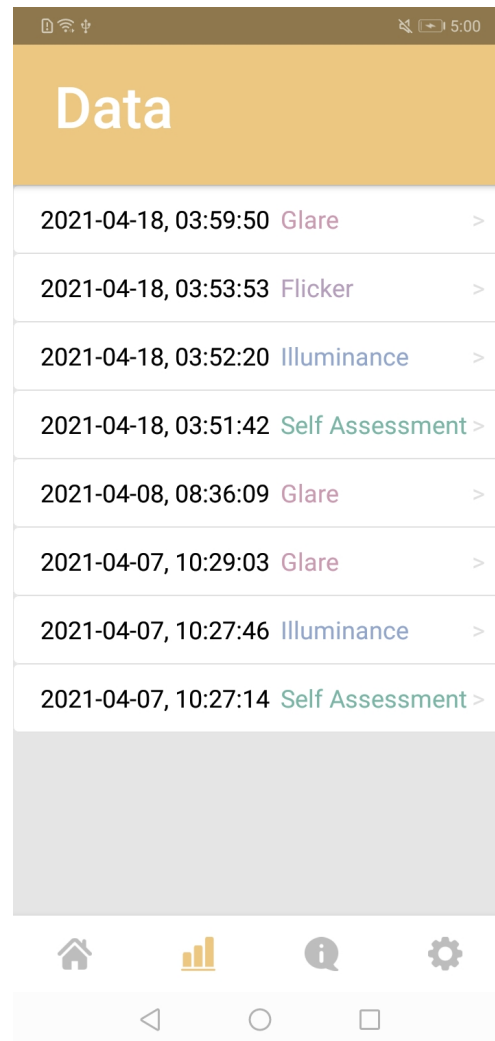 5:00
Data
2021-04-18, 03:59:50 Glare >
2021-04-18, 03:53:53 Flicker >
2021-04-18, 03:52:20 Illuminance >
2021-04-18, 03:51:42 Self Assessment >
2021-04-08, 08:36:09 Glare >
2021-04-07, 10:29:03 Glare >
2021-04-07, 10:27:46 Illuminance >
2021-04-07, 10:27:14 Self Assessment >